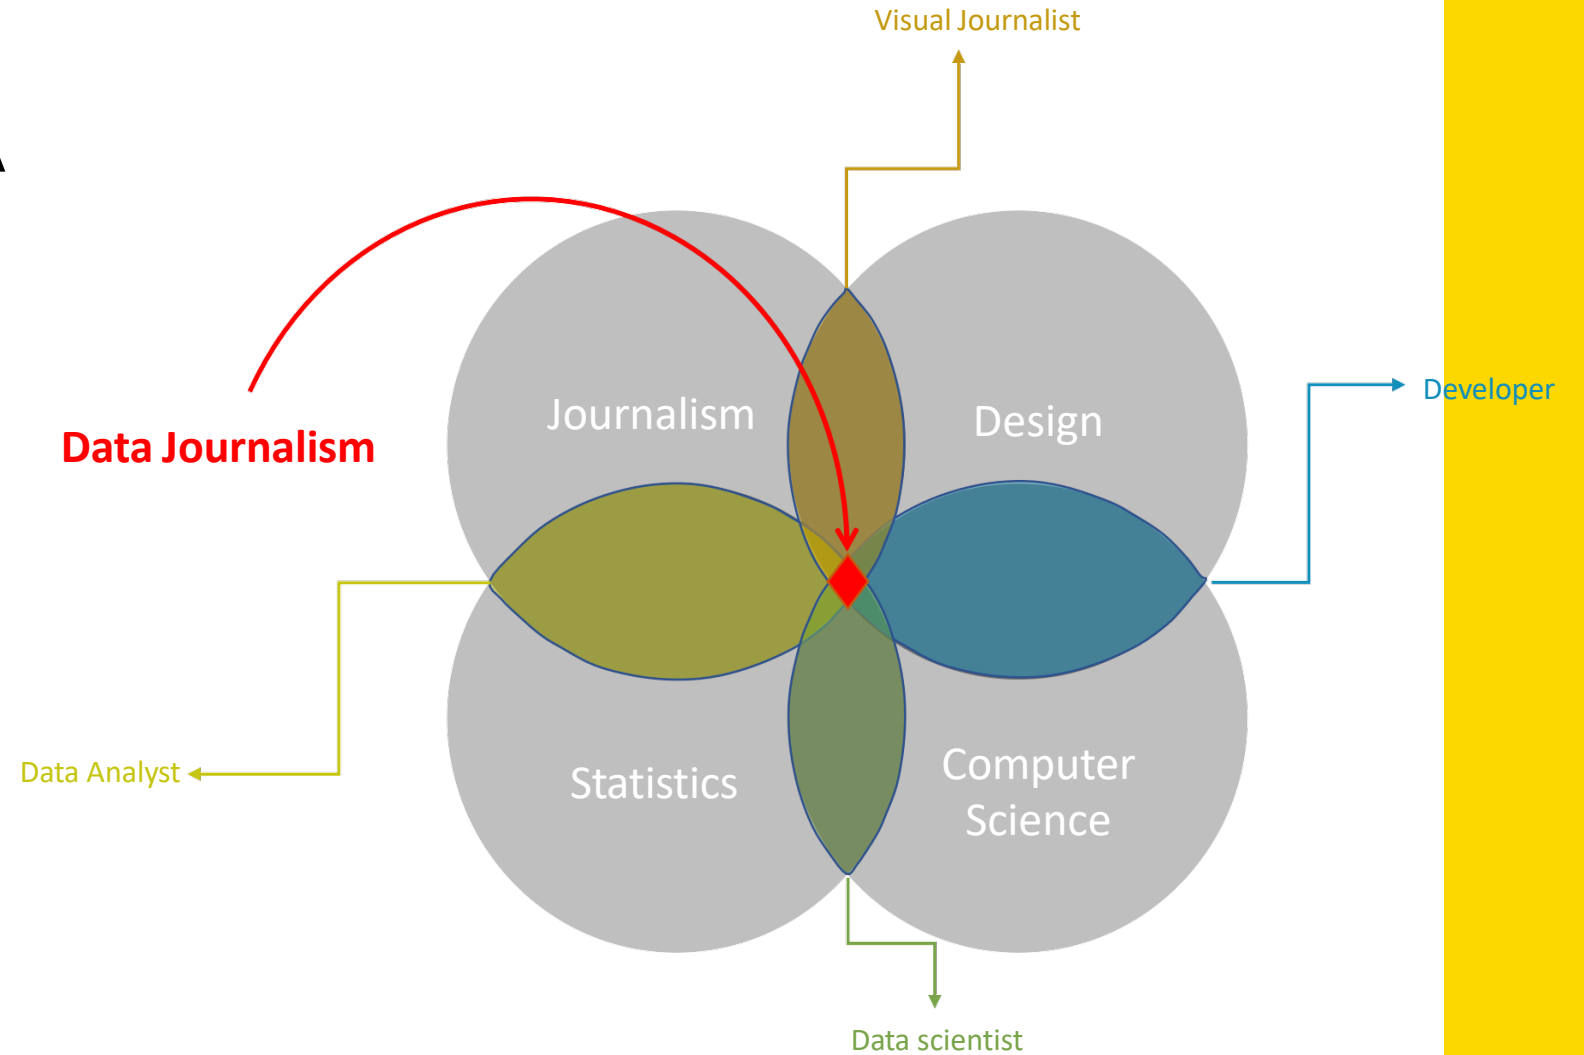 Visual Journalist
Developer
Journalism
Design
Data Journalism
Data Analyst
Statistics
Computer
Science
Data scientist